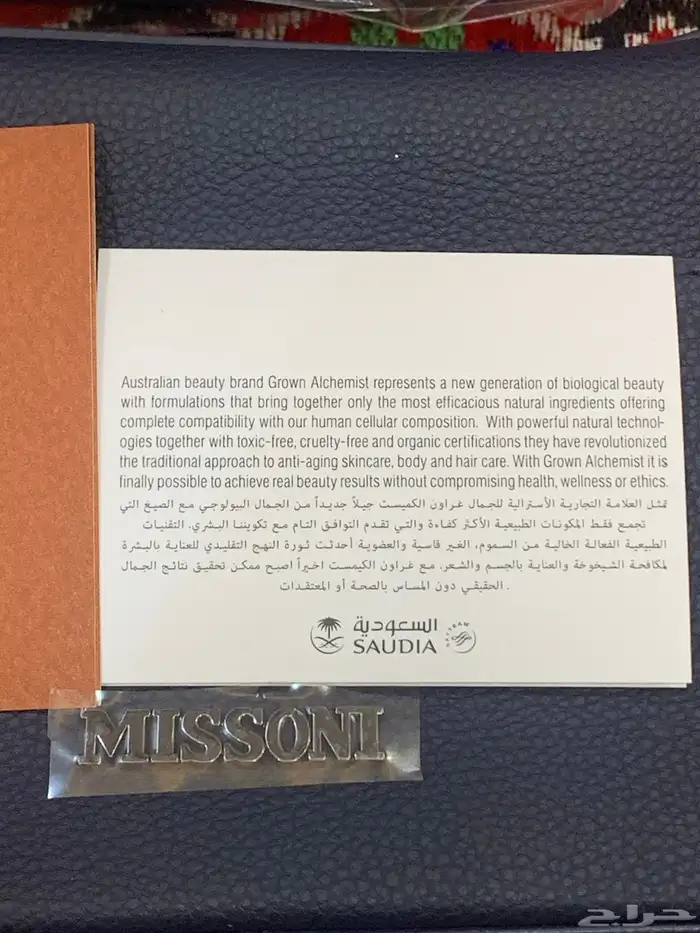 Australian beauty brand Grown Alchemist represents a new generation of biological beauty
with formulations that bring together only the most efficacious natural ingredients offering
complete compatibility with our human cellular composition. With powerful natural technol-
ogies together with toxic-free, cruelty-free and organic certifications they have revolutionized
the traditional approach to anti-aging skincare, body and hair care. With Grown Alchemist it is
finally possible to achieve real beauty results without compromising health, wellness or ethics.
تمثل العلامة التجارية الأسترالية للجمال غراون الكميست جيلاً جديداً من الجمال البيولوجي مع الصيغ التي
تجمع فقط المكونات الطبيعية الأكثر كفاءة والتي تقدم التوافق التام مع تكويننا البشري. التقنيات
الطبيعية الفعالة الخالية من السموم، الغير قاسية والعضوية أحدثت ثورة النهج التقليدي للعناية بالبشرة
لمكافحة الشيخوخة والعناية بالجسم والشعر. مع غراون الكيمست اخيراً اصبح ممكن تحقيق نتائج الجمال
الحقيقي دون المساس بالصحة أو المعتقدات .
السعودية
SAUDIA
SKYTEAM
MISSONI
حراج